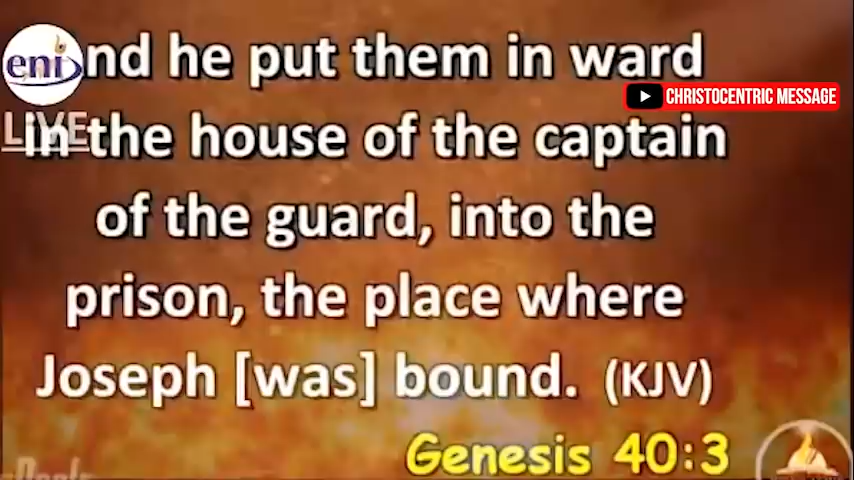 eni
nd he put them in ward
CHRISTOCENTRIC MESSAGE
LIVE
in the house of the captain
of the guard, into the
prison, the place where
Joseph [was] bound. (KJV)
Genesis 40:3